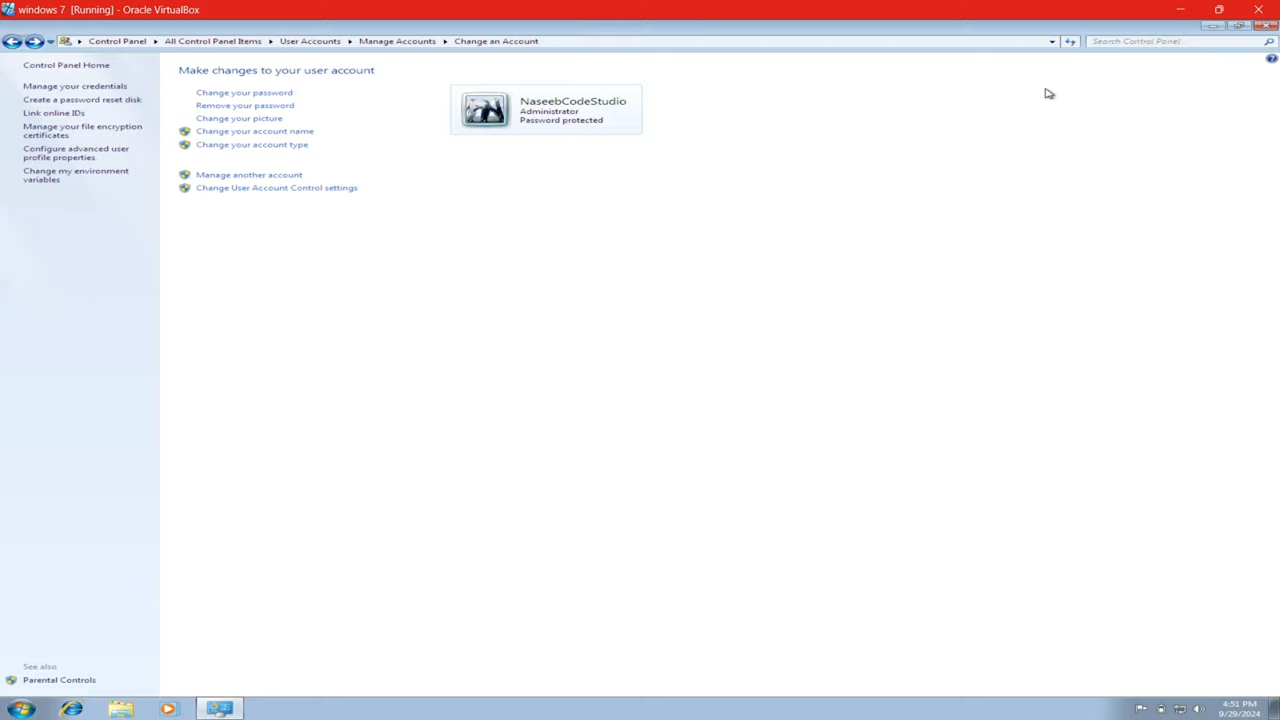 windows 7 [Running] - Oracle VirtualBox
Control Panel
All Control Panel Items
User Accounts
Manage Accounts
Change an Account
Search Control Panel
Control Panel Home
Manage your credentials
Create a password reset disk
Link online IDs
Manage your file encryption
certificates
Configure advanced user
profile properties
Change my environment
variables
Make changes to your user account
Change your password
Remove your password
Change your picture
Change your account name
Change your account type
Manage another account
Change User Account Control settings
NaseebCodeStudio
Administrator
Password protected
See also
Parental Controls
4:51 PM
9/29/2024